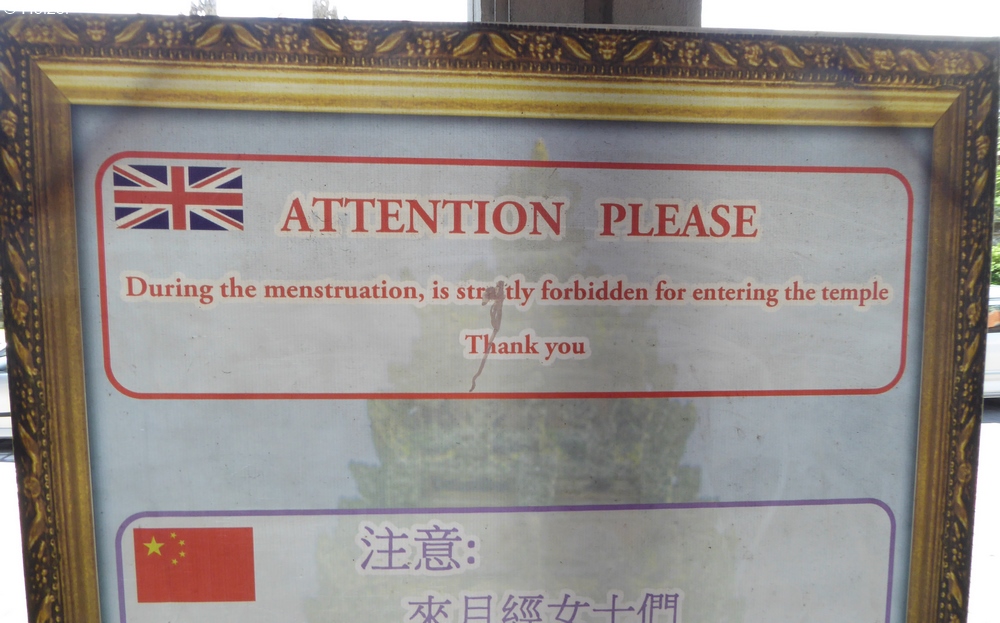 ATTENTION PLEASE
During the menstruation, is strictly forbidden for entering the temple
Thank you
注意:
來月經女士們